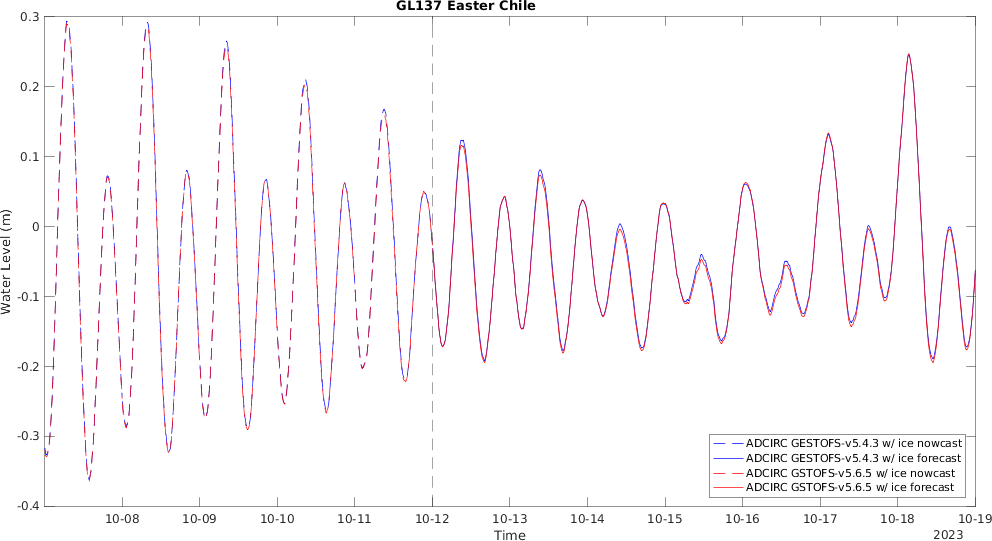 GL137 Easter Chile
0.3
0.2
0.1
0
-0.1
-0.2
-0.3
-0.4
Water Level (m)
10-08 10-09 10-10 10-11 10-12 10-13 10-14 10-15 10-16 10-17 10-18 10-19
Time
2023
ADCIRC GESTOFS-v5.4.3 w/ ice nowcast
ADCIRC GESTOFS-v5.4.3 w/ ice forecast
ADCIRC GSTOFS-v5.6.5 w/ ice nowcast
ADCIRC GSTOFS-v5.6.5 w/ ice forecast